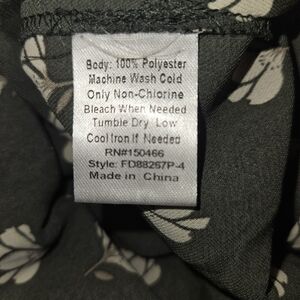 Body: 100% Polyester
Machine Wash Cold
Only Non-Chlorine
Bleach When Needed
Tumble Dry Low
Cool Iron If Needed
RN#150466
Style: FD88267P-4
Made in China